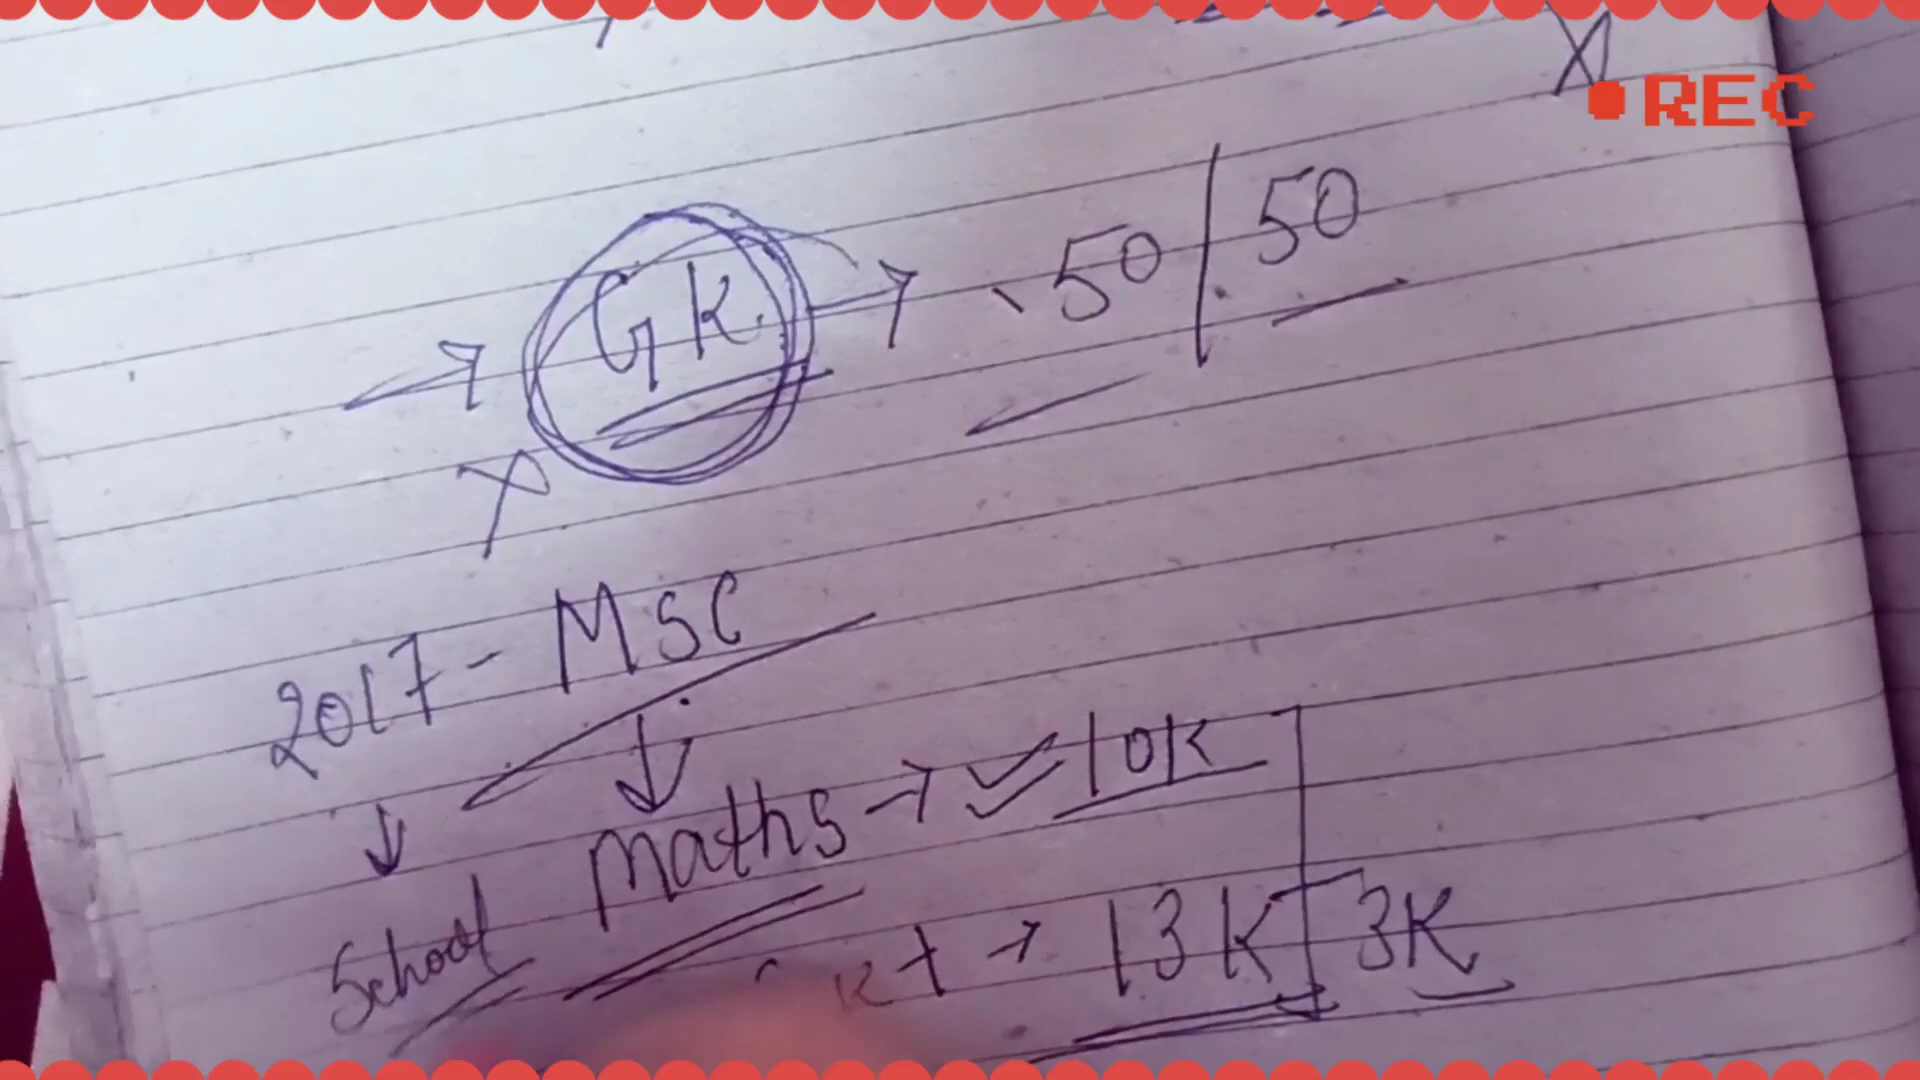 REC
GK → 50 | 50
2017 - MSC
Maths → 10K
School
→ 13K 3K